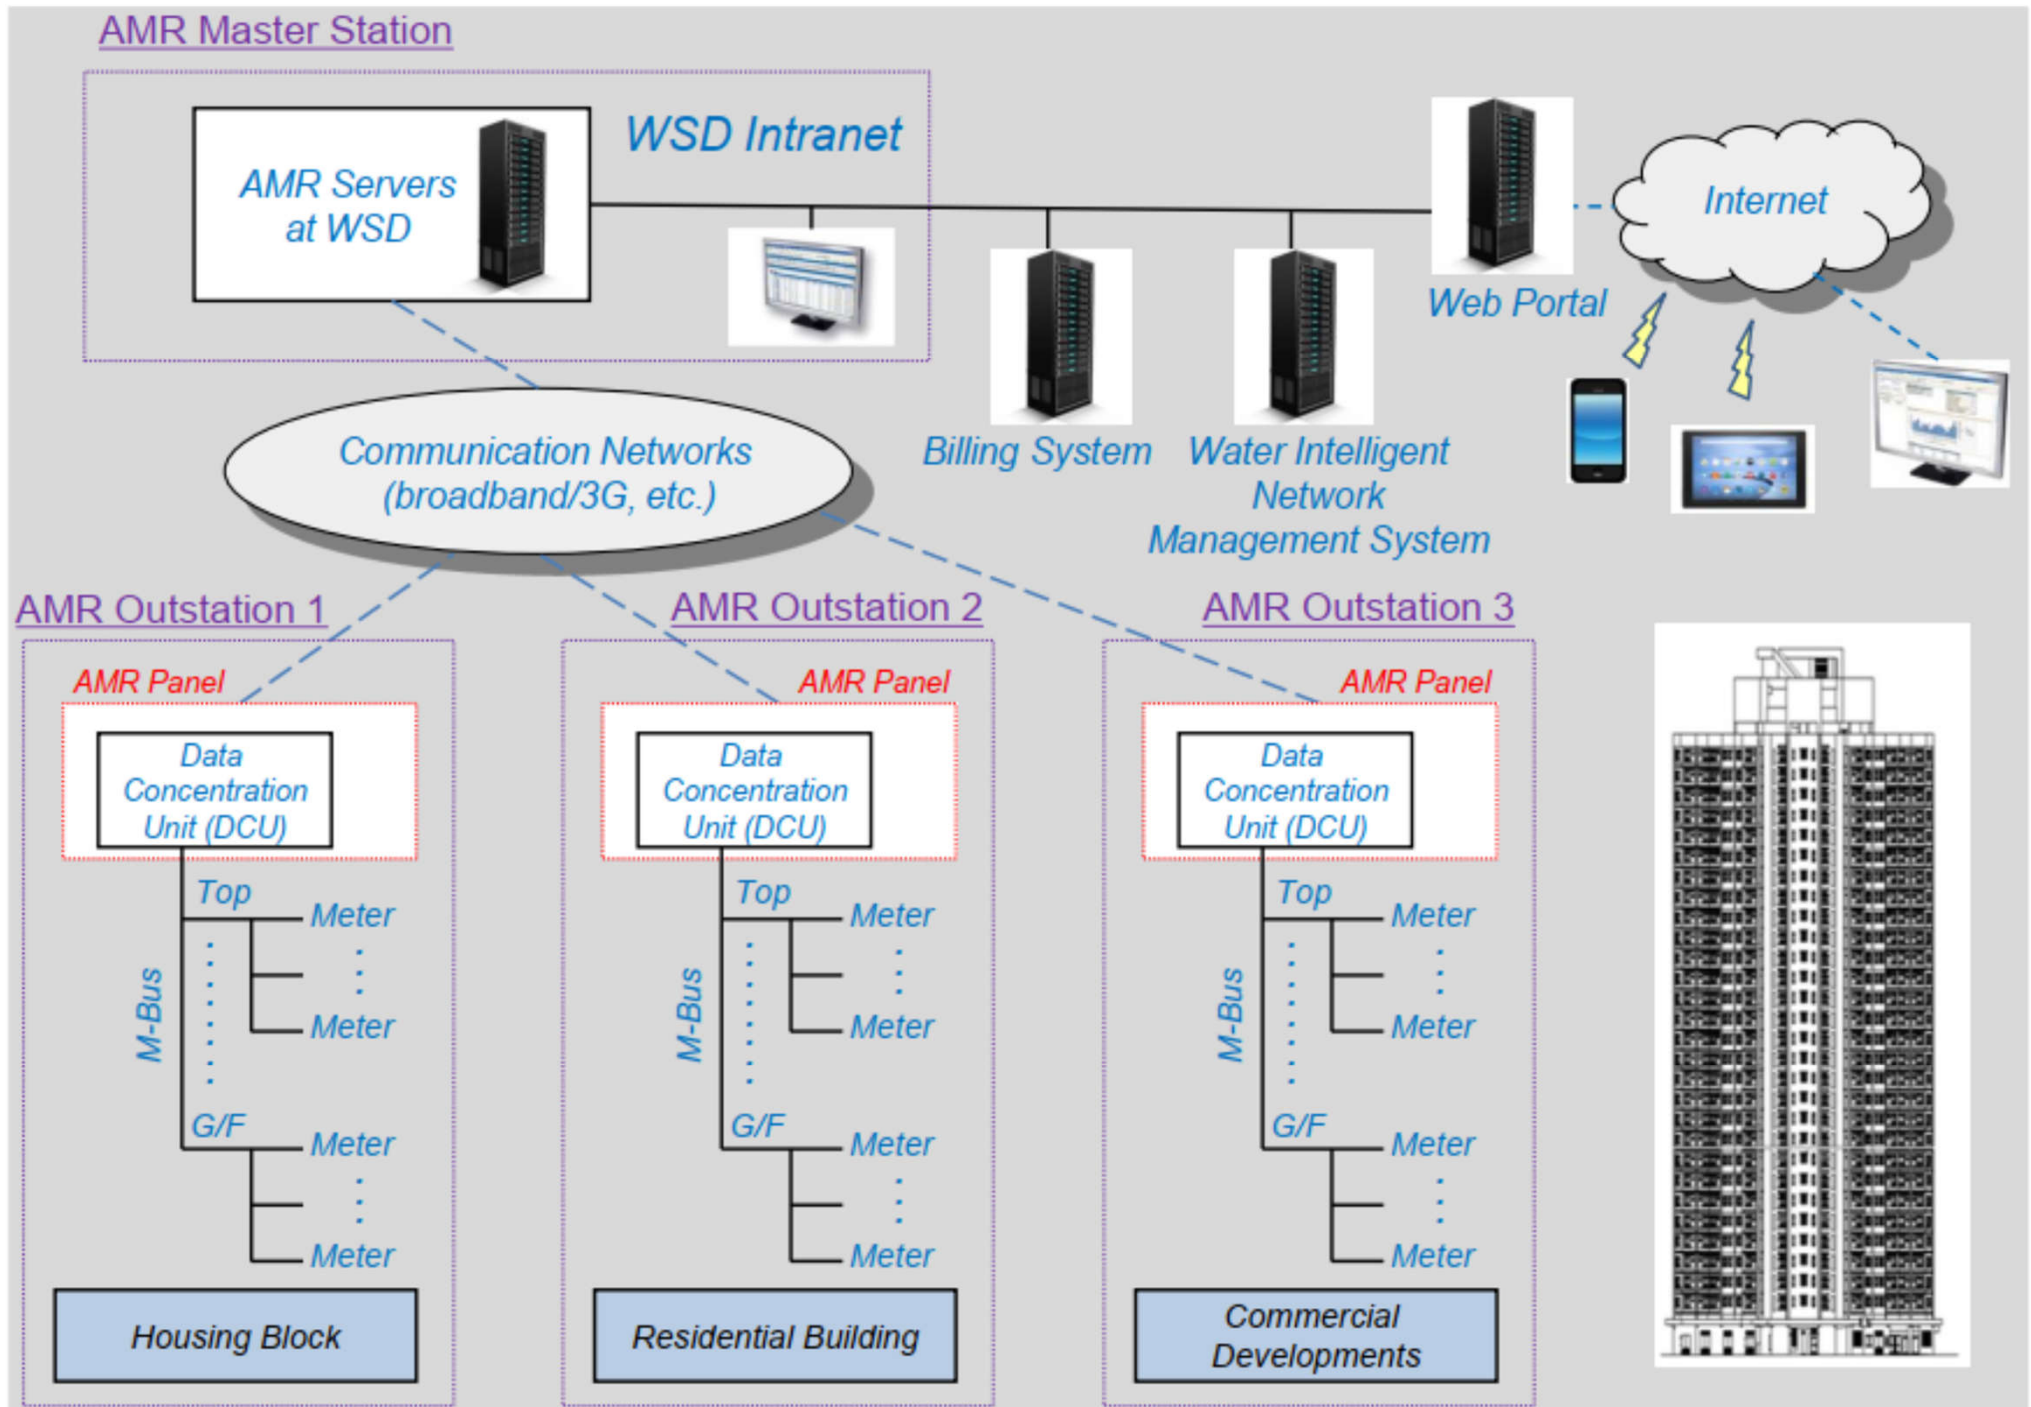 AMR Master Station
WSD Intranet
AMR Servers
at WSD
Internet
Web Portal
Communication Networks
(broadband/3G, etc.)
Billing System
Water Intelligent
Network
Management System
AMR Outstation 1
AMR Panel
Data
Concentration
Unit (DCU)
Top
Meter
M-Bus
Meter
G/F
Meter
Meter
Housing Block
AMR Outstation 2
AMR Panel
Data
Concentration
Unit (DCU)
Top
Meter
M-Bus
Meter
G/F
Meter
Meter
Residential Building
AMR Outstation 3
AMR Panel
Data
Concentration
Unit (DCU)
Top
Meter
M-Bus
Meter
G/F
Meter
Meter
Commercial
Developments